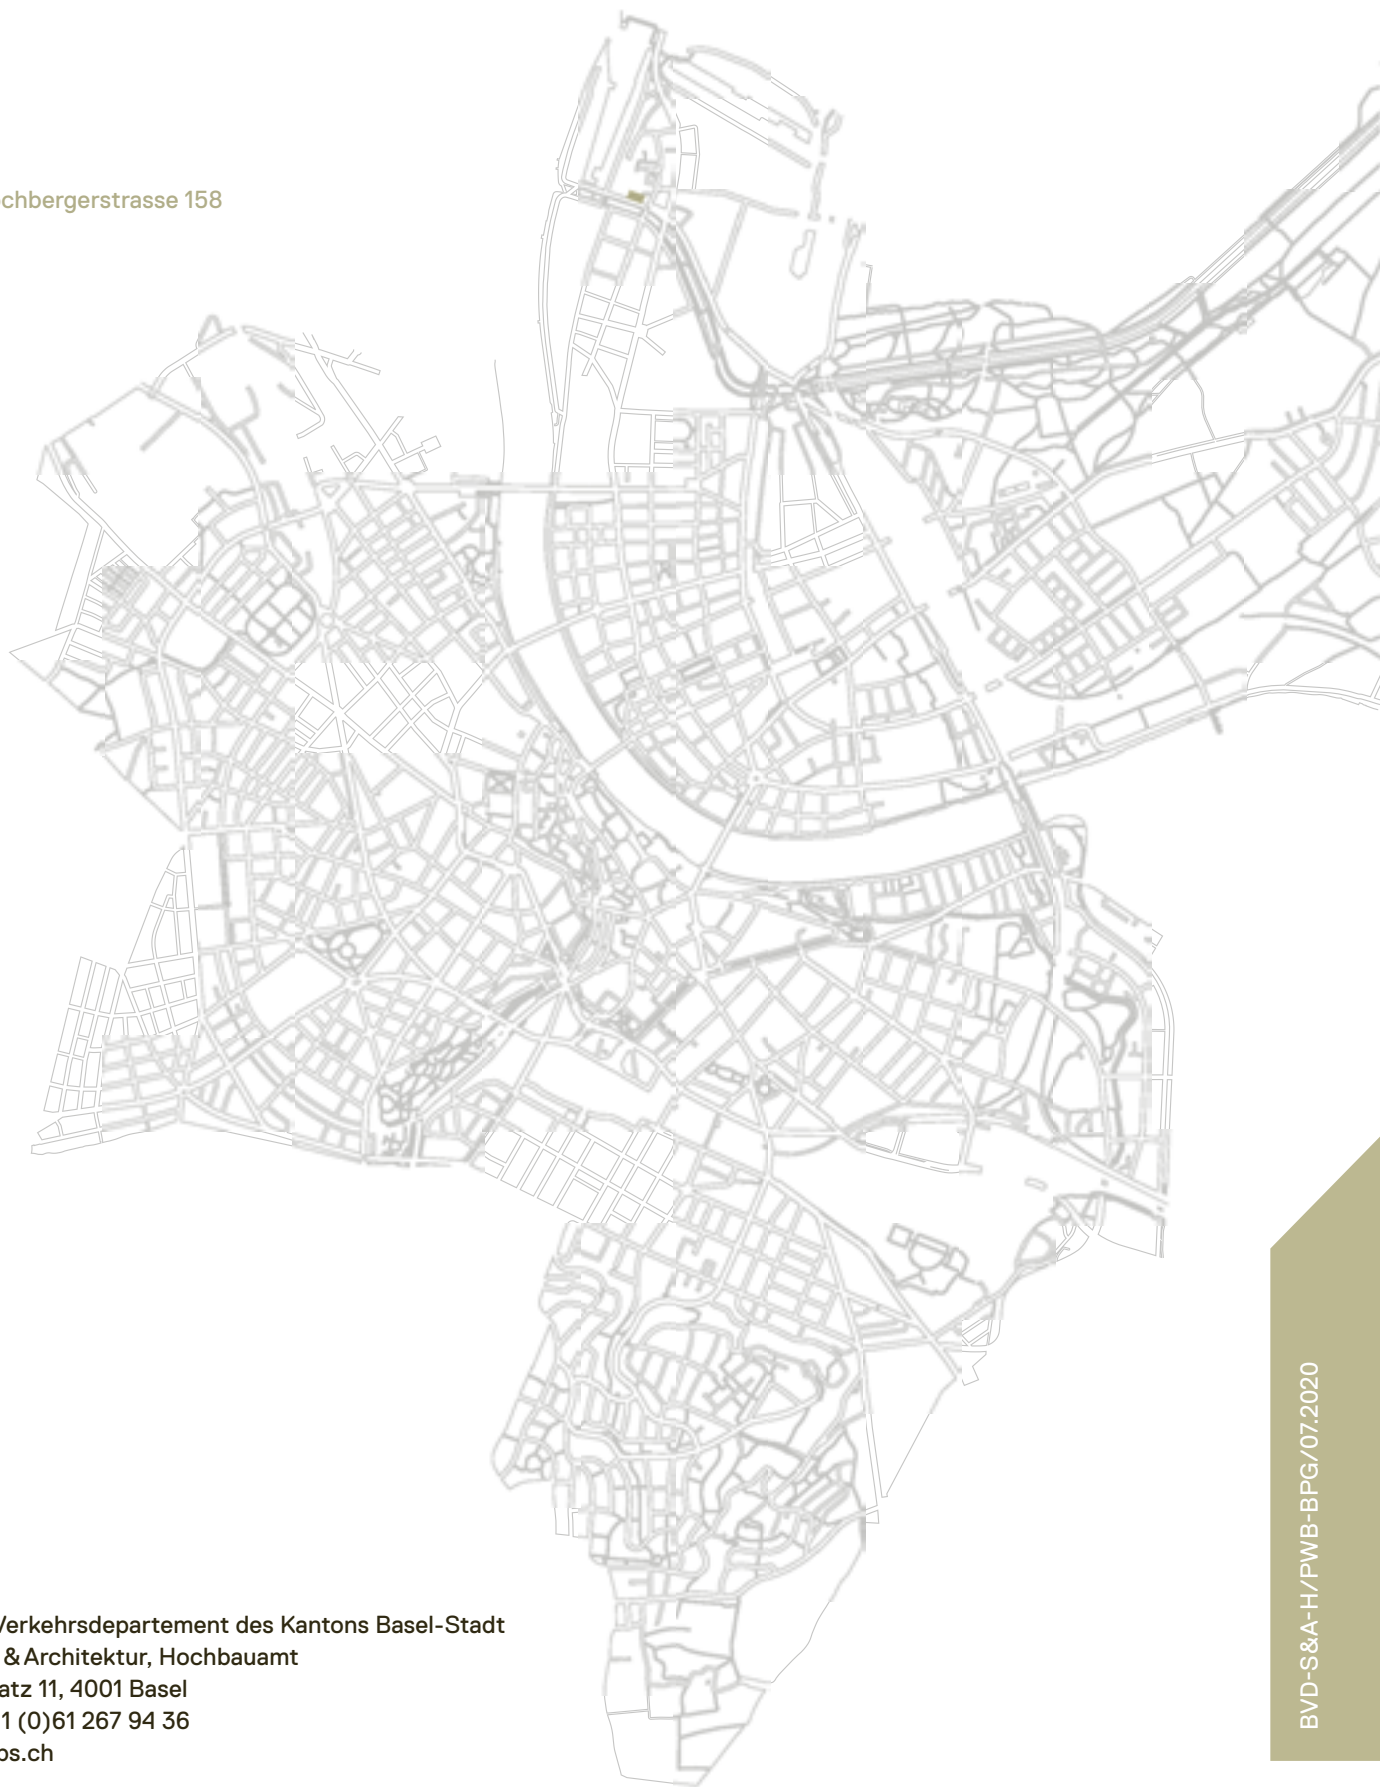 chbergerstrasse 158
Verkehrsdepartement des Kantons Basel-Stadt
& Architektur, Hochbauamt
atz 11, 4001 Basel
1 (0)61 267 94 36
bs.ch
BVD-S&A-H/PWB-BPG/07.2020